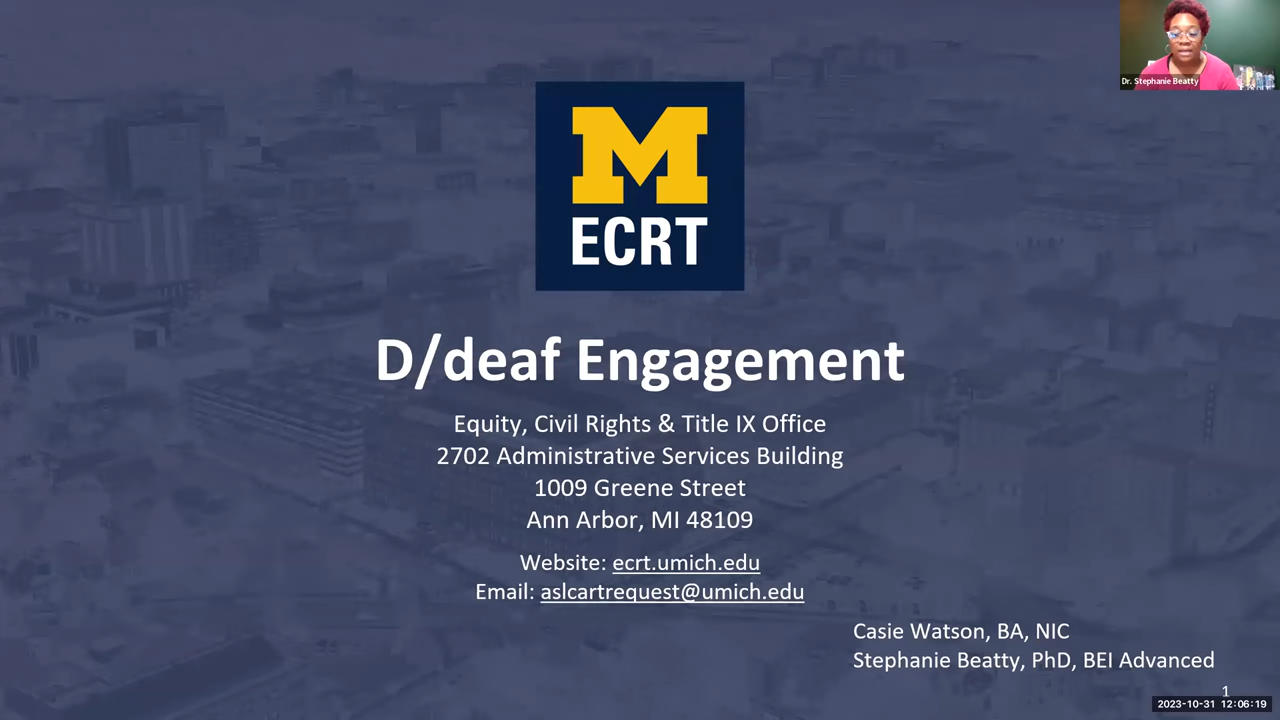 Dr. Stephanie Beatty
M
ECRT
D/deaf Engagement
Equity, Civil Rights & Title IX Office
2702 Administrative Services Building
1009 Greene Street
Ann Arbor, MI 48109
Website: ecrt.umich.edu
Email: aslcartrequest@umich.edu
Casie Watson, BA, NIC
Stephanie Beatty, PhD, BEI Advanced
1
2023-10-31 12:06:19